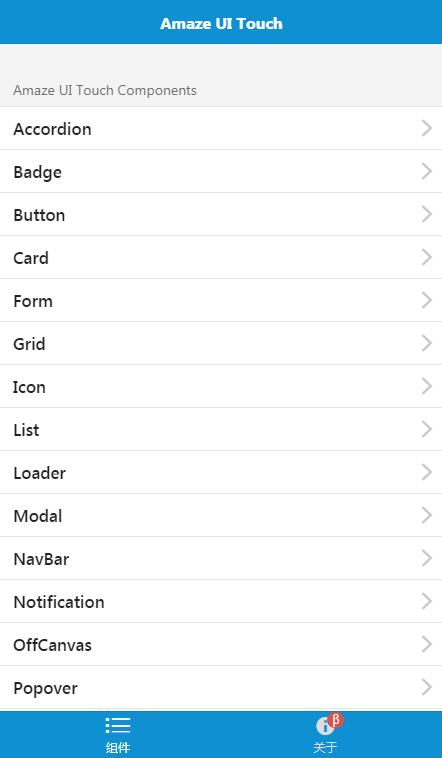 Amaze UI Touch
Amaze UI Touch Components
Accordion
Badge
Button
Card
Form
Grid
Icon
List
Loader
Modal
NavBar
Notification
OffCanvas
Popover
β
组件
关于